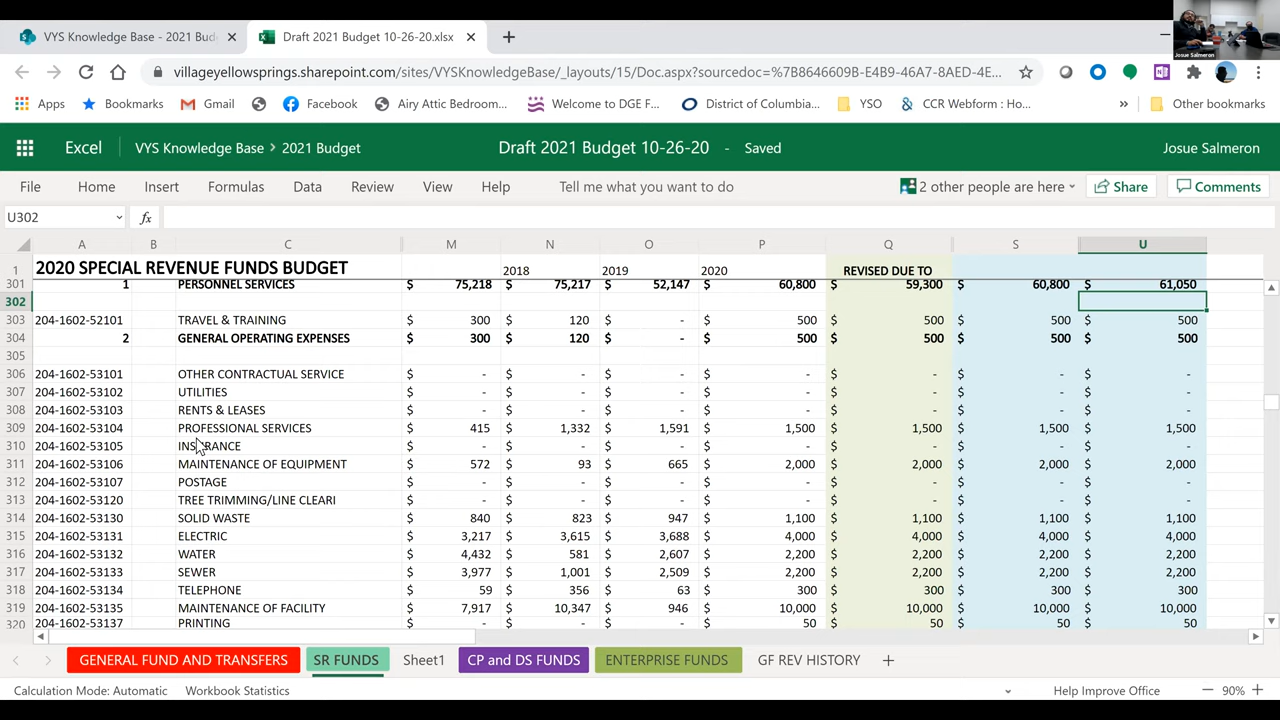 VYS Knowledge Base - 2021 Bud
Draft 2021 Budget 10-26-20.xlsx
Josue Salmeron
villageyellowsprings.sharepoint.com/sites/VYSKnowledgeBase/_layouts/15/Doc.aspx?sourcedoc=%7B8646609B-E4B9-46A7-8AED-4E...
Apps Bookmarks Gmail Facebook Airy Attic Bedroom... Welcome to DGE F... District of Columbia... YSO CCR Webform : Ho... » Other bookmarks
Excel VYS Knowledge Base > 2021 Budget Draft 2021 Budget 10-26-20 - Saved Josue Salmeron
File Home Insert Formulas Data Review View Help Tell me what you want to do 2 other people are here Share Comments
U302 fx
A B C M N O P Q S U
1 2020 SPECIAL REVENUE FUNDS BUDGET 2018 2019 2020 REVISED DUE TO
301 1 PERSONNEL SERVICES $ 75,218 $ 75,217 $ 52,147 $ 60,800 $ 59,300 $ 60,800 $ 61,050
302
303 204-1602-52101 TRAVEL & TRAINING $ 300 $ 120 $ - $ 500 $ 500 $ 500 $ 500
304 2 GENERAL OPERATING EXPENSES $ 300 $ 120 $ - $ 500 $ 500 $ 500 $ 500
305
306 204-1602-53101 OTHER CONTRACTUAL SERVICE $ - $ - $ - $ - $ - $ - $ -
307 204-1602-53102 UTILITIES $ - $ - $ - $ - $ - $ - $ -
308 204-1602-53103 RENTS & LEASES $ - $ - $ - $ - $ - $ - $ -
309 204-1602-53104 PROFESSIONAL SERVICES $ 415 $ 1,332 $ 1,591 $ 1,500 $ 1,500 $ 1,500 $ 1,500
310 204-1602-53105 INSURANCE $ - $ - $ - $ - $ - $ - $ -
311 204-1602-53106 MAINTENANCE OF EQUIPMENT $ 572 $ 93 $ 665 $ 2,000 $ 2,000 $ 2,000 $ 2,000
312 204-1602-53107 POSTAGE $ - $ - $ - $ - $ - $ - $ -
313 204-1602-53120 TREE TRIMMING/LINE CLEARI $ - $ - $ - $ - $ - $ - $ -
314 204-1602-53130 SOLID WASTE $ 840 $ 823 $ 947 $ 1,100 $ 1,100 $ 1,100 $ 1,100
315 204-1602-53131 ELECTRIC $ 3,217 $ 3,615 $ 3,688 $ 4,000 $ 4,000 $ 4,000 $ 4,000
316 204-1602-53132 WATER $ 4,432 $ 581 $ 2,607 $ 2,200 $ 2,200 $ 2,200 $ 2,200
317 204-1602-53133 SEWER $ 3,977 $ 1,001 $ 2,509 $ 2,200 $ 2,200 $ 2,200 $ 2,200
318 204-1602-53134 TELEPHONE $ 59 $ 356 $ 63 $ 300 $ 300 $ 300 $ 300
319 204-1602-53135 MAINTENANCE OF FACILITY $ 7,917 $ 10,347 $ 946 $ 10,000 $ 10,000 $ 10,000 $ 10,000
320 204-1602-53137 PRINTING $ - $ - $ - $ 50 $ 50 $ 50 $ 50
GENERAL FUND AND TRANSFERS SR FUNDS Sheet1 CP and DS FUNDS ENTERPRISE FUNDS GF REV HISTORY
Calculation Mode: Automatic Workbook Statistics Help Improve Office 90%